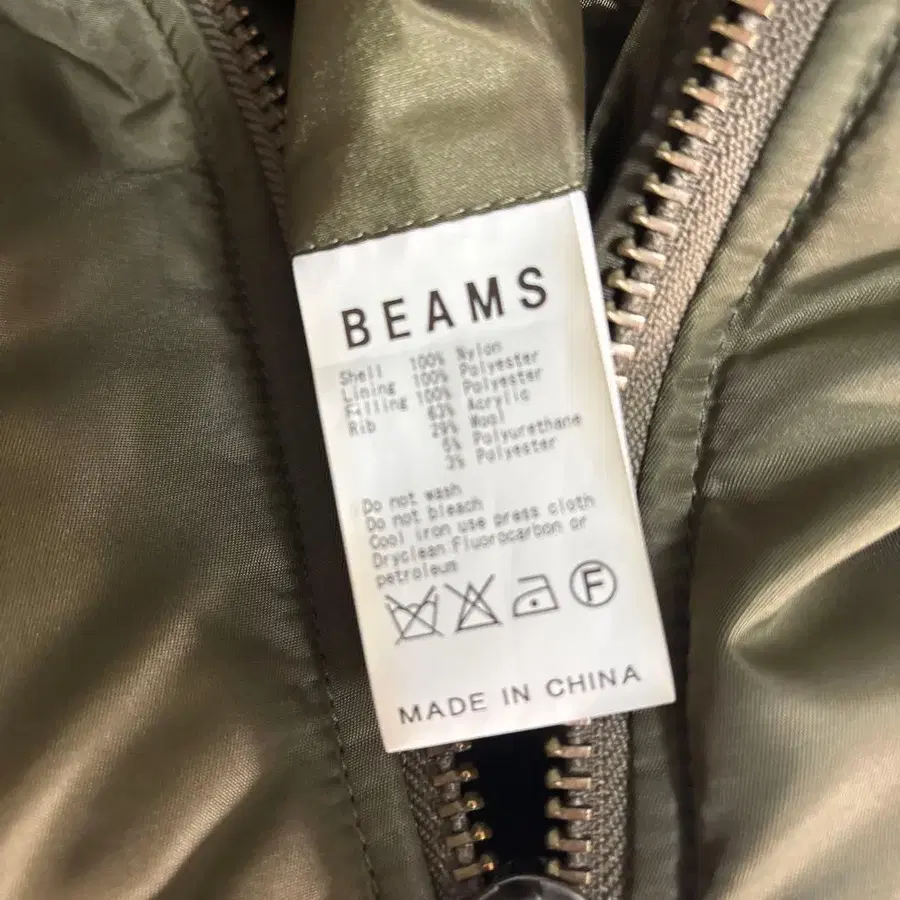 BEAMS
Shell 100% Nylon
Lining 100% Polyester
Filling 100% Polyester
Rib 63% Acrylic
29% Wool
5% Polyurethane
3% Polyester
Do not wash
Do not bleach
Cool iron use press cloth
Dryclean Fluorocarbon or
petroleum
F
MADE IN CHINA